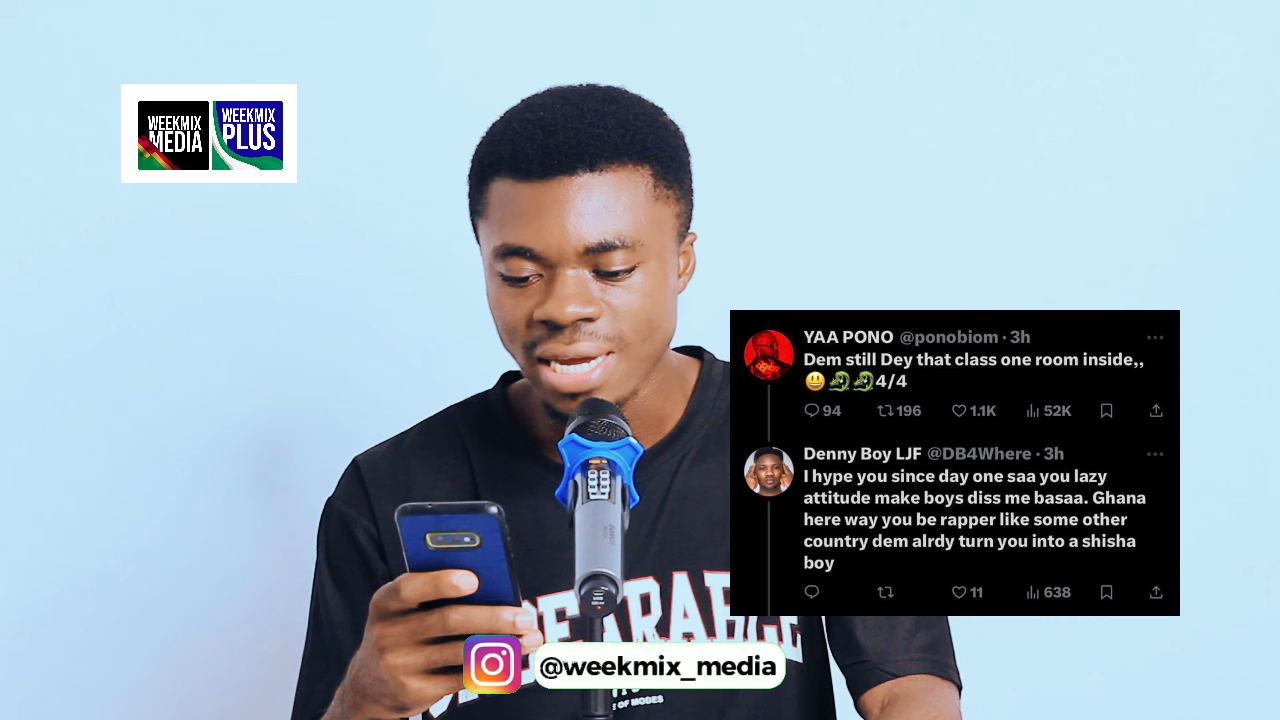 WEEKMIX
MEDIA
WEEKMIX
PLUS
YAA PONO @ponobiom · 3h
Dem still Dey that class one room inside,,
😃🐲🐲4/4
94 196 1.1K 52K
Denny Boy LJF @DB4Where · 3h
I hype you since day one saa you lazy
attitude make boys diss me basaa. Ghana
here way you be rapper like some other
country dem alrdy turn you into a shisha
boy
11 638
@weekmix_media
OF MODES